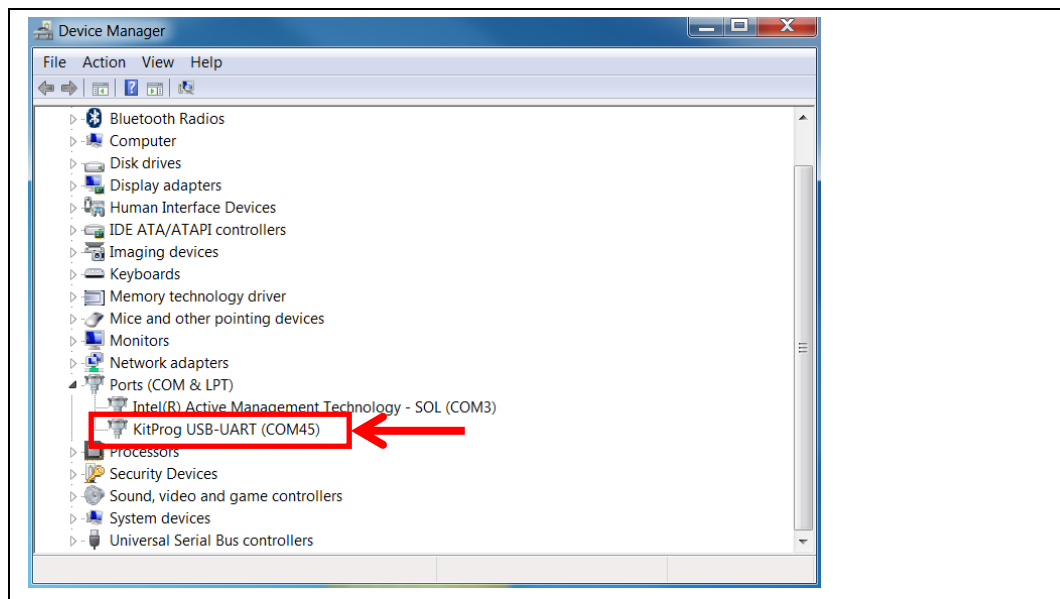 Device Manager
File Action View Help
Bluetooth Radios
Computer
Disk drives
Display adapters
Human Interface Devices
IDE ATA/ATAPI controllers
Imaging devices
Keyboards
Memory technology driver
Mice and other pointing devices
Monitors
Network adapters
Ports (COM & LPT)
Intel(R) Active Management Technology - SOL (COM3)
KitProg USB-UART (COM45)
Processors
Security Devices
Sound, video and game controllers
System devices
Universal Serial Bus controllers